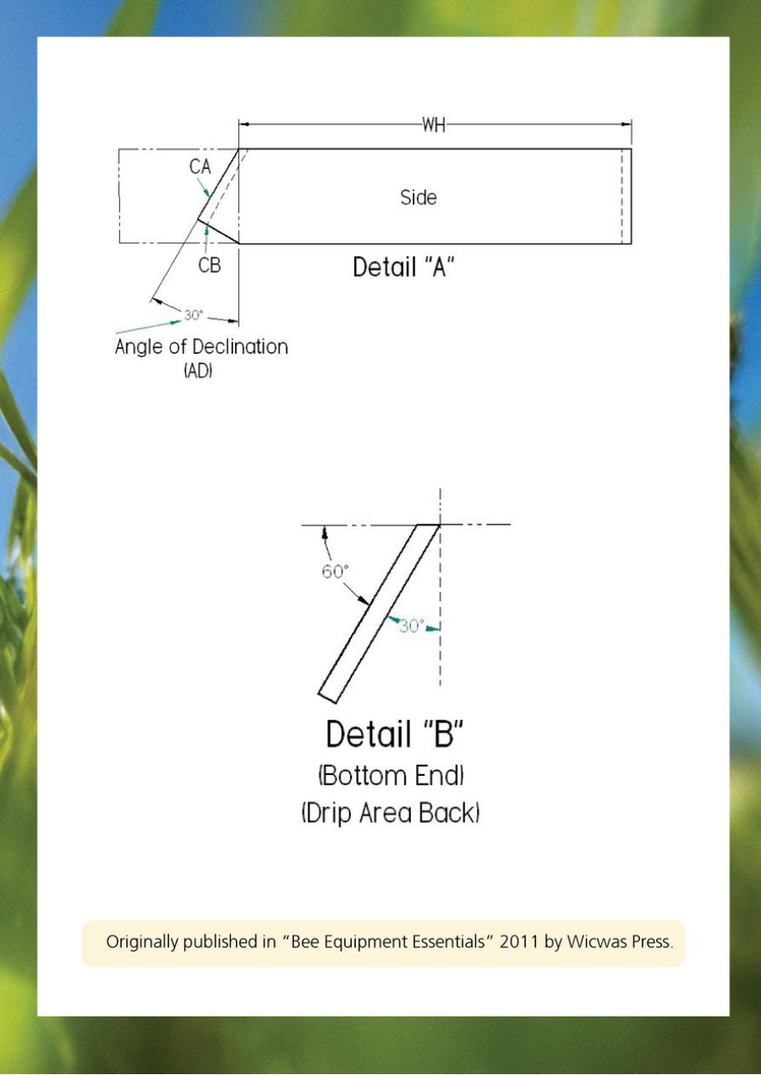 WH
CA
Side
CB
Detail "A"
30°
Angle of Declination
(AD)
60°
30°
Detail "B"
(Bottom End)
(Drip Area Back)
Originally published in “Bee Equipment Essentials” 2011 by Wicwas Press.